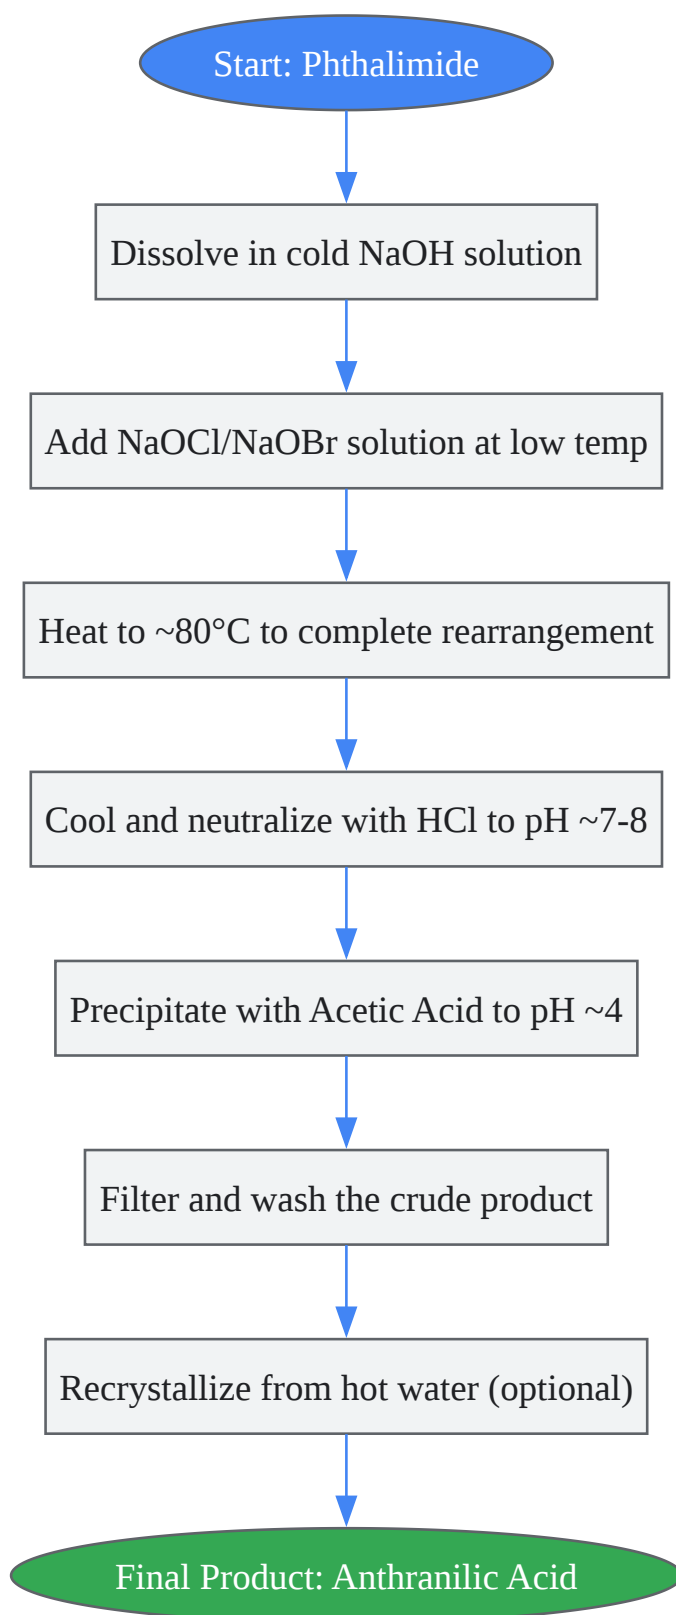 Start: Phthalimide
Dissolve in cold NaOH solution
Add NaOCl/NaOBr solution at low temp
Heat to ~80°C to complete rearrangement
Cool and neutralize with HCl to pH ~7-8
Precipitate with Acetic Acid to pH ~4
Filter and wash the crude product
Recrystallize from hot water (optional)
Final Product: Anthranilic Acid